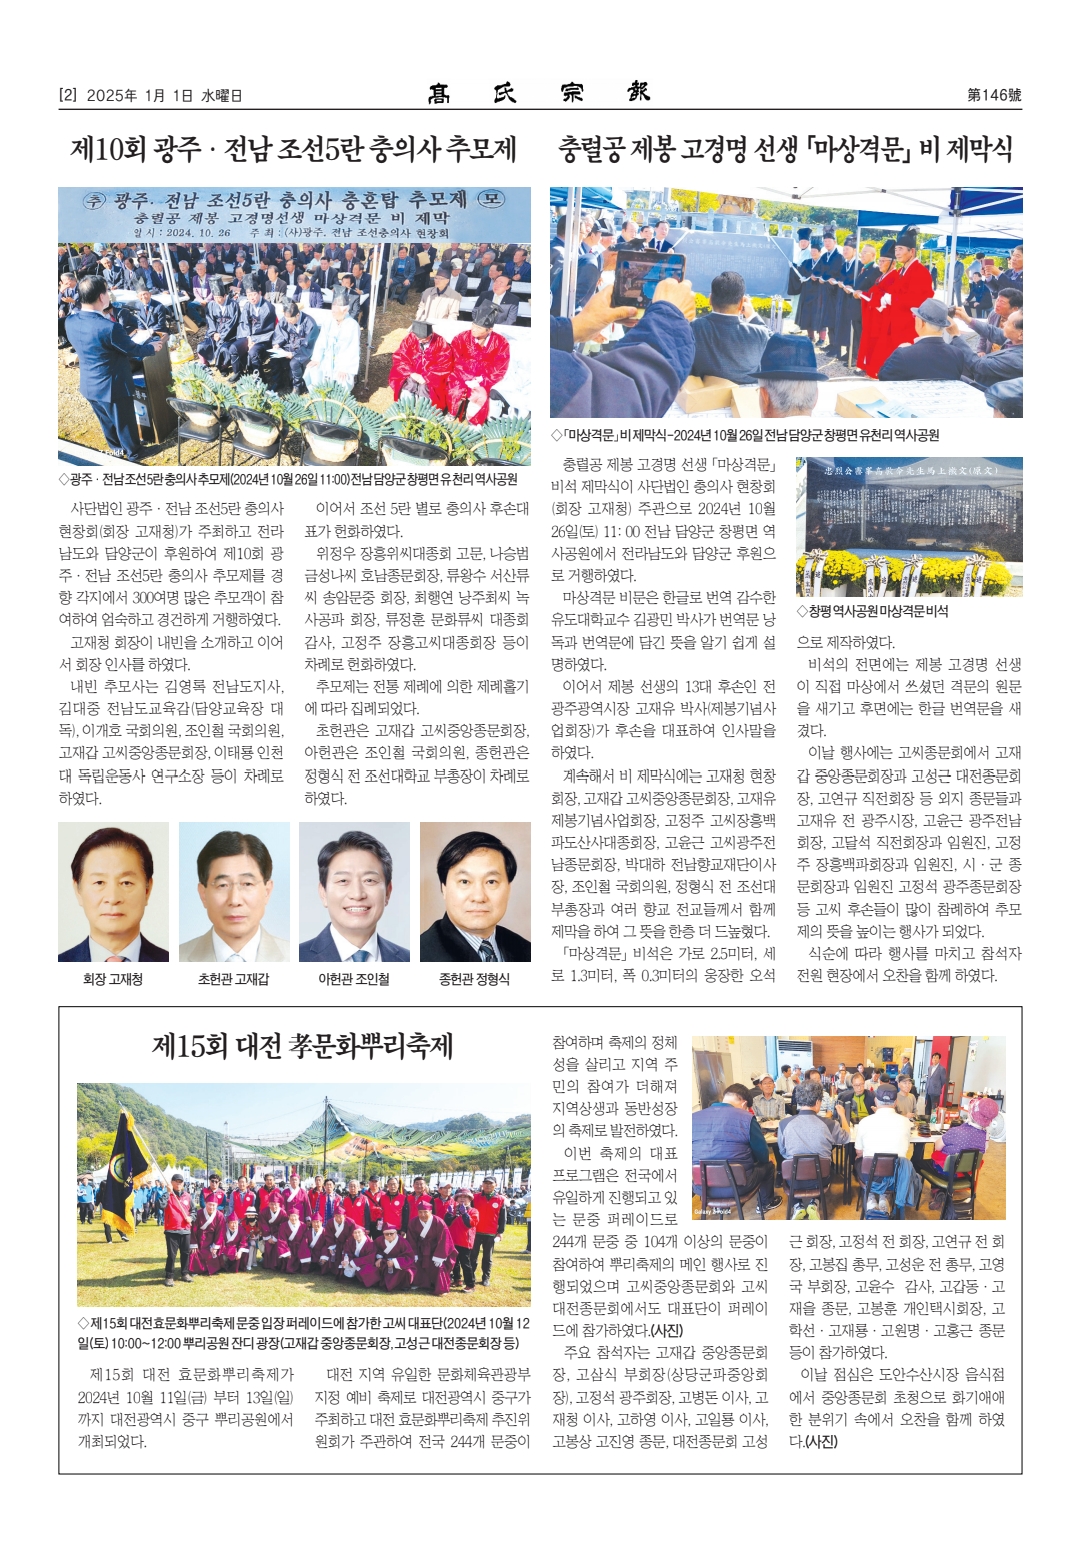 [2] 2025年 1月 1日 水曜日
高氏宗報
第146號
제10회 광주 · 전남 조선5란 충의사 추모제
추 광주· 전남 조선5란 충의사 충혼탑 추모제 모
충렬공 제봉 고경명선생 마상격문 비 제막
일시 : 2024. 10. 26 주최 : (사)광주. 전남 조선충의사 현창회
◇광주 · 전남 조선5란 충의사 추모제(2024년 10월 26일 11:00) 전남 담양군 창평면 유천리 역사공원
사단법인 광주 · 전남 조선5란 충의사
현창회(회장 고재청)가 주최하고 전라
남도와 담양군이 후원하여 제10회 광
주 · 전남 조선5란 충의사 추모제를 경
향 각지에서 300여명 많은 추모객이 참
여하여 엄숙하고 경건하게 거행하였다.
고재청 회장이 내빈을 소개하고 이어
서 회장 인사를 하였다.
내빈 추모사는 김영록 전남도지사,
김대중 전남도교육감(담양교육장 대
독), 이개호 국회의원, 조인철 국회의원,
고재갑 고씨중앙종문회장, 이태룡 인천
대 독립운동사 연구소장 등이 차례로
하였다.
이어서 조선 5란 별로 충의사 후손대
표가 헌화하였다.
위정우 장흥위씨대종회 고문, 나승범
금성나씨 호남종문회장, 류왕수 서산류
씨 송암문중 회장, 최행연 낭주최씨 녹
사공파 회장, 류정훈 문화류씨 대종회
감사, 고정주 장흥고씨대종회장 등이
차례로 헌화하였다.
추모제는 전통 제례에 의한 제례홀기
에 따라 집례되었다.
초헌관은 고재갑 고씨중앙종문회장,
아헌관은 조인철 국회의원, 종헌관은
정형식 전 조선대학교 부총장이 차례로
하였다.
회장 고재청
초헌관 고재갑
아헌관 조인철
종헌관 정형식
충렬공 제봉 고경명 선생 「마상격문」 비 제막식
◇「마상격문」비 제막식-2024년 10월 26일 전남 담양군 창평면 유천리 역사공원
충렬공 제봉 고경명 선생 「마상격문」
비석 제막식이 사단법인 충의사 현창회
(회장 고재청) 주관으로 2024년 10월
26일(토) 11: 00 전남 담양군 창평면 역
사공원에서 전라남도와 담양군 후원으
로 거행하였다.
마상격문 비문은 한글로 번역 감수한
유도대학교수 김광민 박사가 번역문 낭
독과 번역문에 담긴 뜻을 알기 쉽게 설
명하였다.
이어서 제봉 선생의 13대 후손인 전
광주광역시장 고재유 박사(제봉기념사
업회장)가 후손을 대표하여 인사말을
하였다.
계속해서 비 제막식에는 고재청 현창
회장, 고재갑 고씨중앙종문회장, 고재유
제봉기념사업회장, 고정주 고씨장흥백
파도산사대종회장, 고윤근 고씨광주전
남종문회장, 박대하 전남향교재단이사
장, 조인철 국회의원, 정형식 전 조선대
부총장과 여러 향교 전교들께서 함께
제막을 하여 그 뜻을 한층 더 드높혔다.
「마상격문」 비석은 가로 2.5미터, 세
로 1.3미터, 폭 0.3미터의 웅장한 오석
◇창평 역사공원 마상격문 비석
으로 제작하였다.
비석의 전면에는 제봉 고경명 선생
이 직접 마상에서 쓰셨던 격문의 원문
을 새기고 후면에는 한글 번역문을 새
겼다.
이날 행사에는 고씨종문회에서 고재
갑 중앙종문회장과 고성근 대전종문회
장, 고연규 직전회장 등 외지 종문들과
고재유 전 광주시장, 고윤근 광주전남
회장, 고달석 직전회장과 임원진, 고정
주 장흥백파회장과 임원진, 시 · 군 종
문회장과 임원진 고정석 광주종문회장
등 고씨 후손들이 많이 참례하여 추모
제의 뜻을 높이는 행사가 되었다.
식순에 따라 행사를 마치고 참석자
전원 현장에서 오찬을 함께 하였다.
제15회 대전 孝문화뿌리축제
◇제15회 대전효문화뿌리축제 문중 입장 퍼레이드에 참가한 고씨 대표단(2024년 10월 12
일(토) 10:00~12:00 뿌리공원 잔디 광장(고재갑 중앙종문회장, 고성근 대전종문회장 등)
제15회 대전 효문화뿌리축제가
2024년 10월 11일(금) 부터 13일(일)
까지 대전광역시 중구 뿌리공원에서
개최되었다.
대전 지역 유일한 문화체육관광부
지정 예비 축제로 대전광역시 중구가
주최하고 대전 효문화뿌리축제 추진위
원회가 주관하여 전국 244개 문중이
참여하며 축제의 정체
성을 살리고 지역 주
민의 참여가 더해져
지역상생과 동반성장
의 축제로 발전하였다.
이번 축제의 대표
프로그램은 전국에서
유일하게 진행되고 있
는 문중 퍼레이드로
244개 문중 중 104개 이상의 문중이
참여하여 뿌리축제의 메인 행사로 진
행되었으며 고씨중앙종문회와 고씨
대전종문회에서도 대표단이 퍼레이
드에 참가하였다.(사진)
주요 참석자는 고재갑 중앙종문회
장, 고삼식 부회장(상당군파중앙회
장), 고정석 광주회장, 고병돈 이사, 고
재청 이사, 고하영 이사, 고일룡 이사,
고봉상 고진영 종문, 대전종문회 고성
Galaxy Z Fold4
근 회장, 고정석 전 회장, 고연규 전 회
장, 고봉집 총무, 고성운 전 총무, 고영
국 부회장, 고윤수 감사, 고갑동 · 고
재을 종문, 고봉훈 개인택시회장, 고
학선 · 고재룡 · 고원명 · 고홍근 종문
등이 참가하였다.
이날 점심은 도안수산시장 음식점
에서 중앙종문회 초청으로 화기애애
한 분위기 속에서 오찬을 함께 하였
다.(사진)